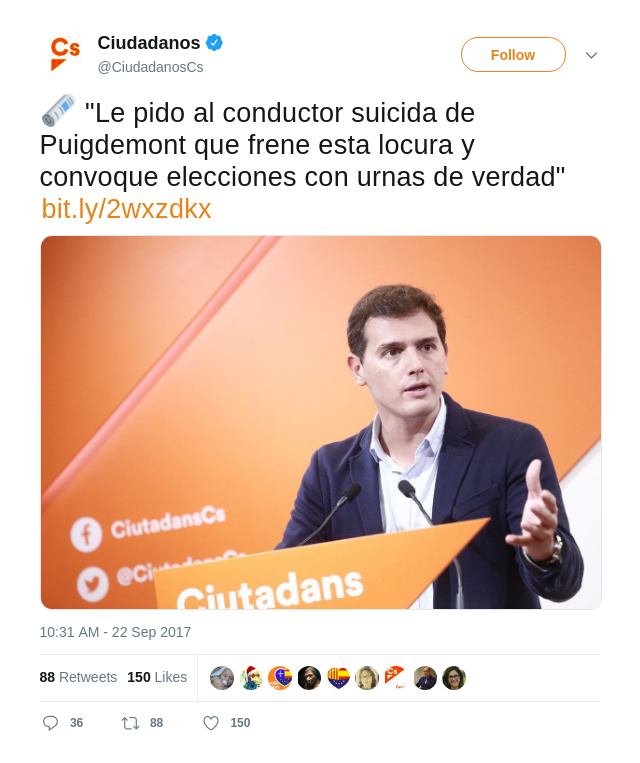 Cs
Ciudadanos
@CiudadanosCs
Follow
"Le pido al conductor suicida de
Puigdemont que frene esta locura y
convoque elecciones con urnas de verdad"
bit.ly/2wxzdkx
CiutadansCs
@CiutadansCs
Ciutadans
10:31 AM - 22 Sep 2017
88 Retweets 150 Likes
36 88 150